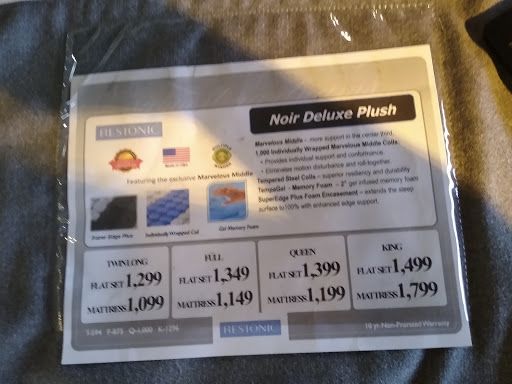 Noir Deluxe Plush
RESTONIC
Marvelous Middle - more support in the center third.
1,000 Individually Wrapped Marvelous Middle Coils
• Provides individual support and conformance.
• Eliminates motion disturbance and roll-together.
Tempered Steel Coils - superior resiliency and durability
TempaGel - Memory Foam - 2" gel infused memory foam
SuperEdge Plus Foam Encasement - extends the sleep
surface to 100% with enhanced edge support.
Featuring the exclusive Marvelous Middle
Super Edge Plus
Individually Wrapped Coil
Gel Memory Foam
TWIN LONG
FLAT SET 1,299
MATTRESS 1,099
FULL
FLAT SET 1,349
MATTRESS 1,149
QUEEN
FLAT SET 1,399
MATTRESS 1,199
KING
FLAT SET 1,499
MATTRESS 1,799
F-873 Q-1,000 K-1296
RESTONIC
10 yr. Non-Prorated Warranty